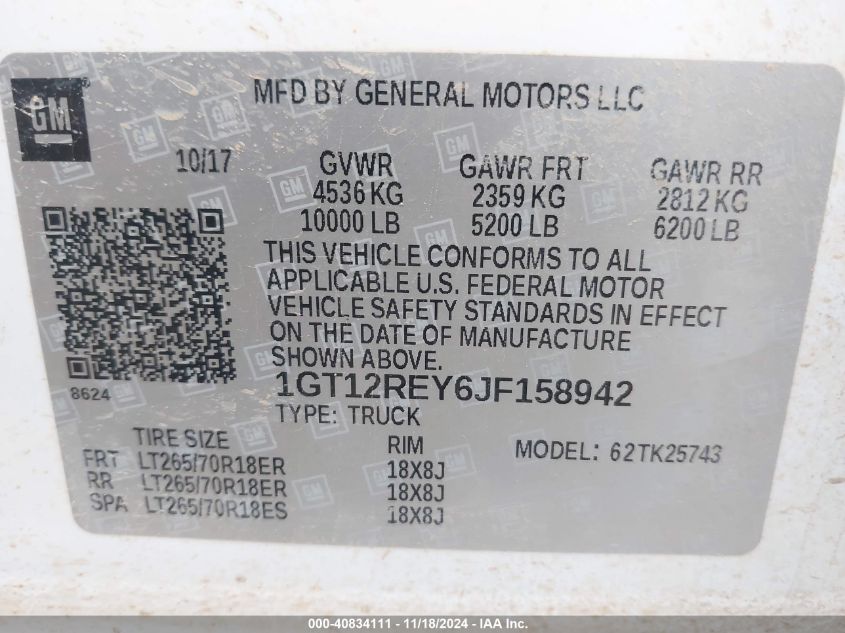 GM
MFD BY GENERAL MOTORS LLC
10/17 GVWR GAWR FRT GAWR RR
4536 KG 2359 KG 2812 KG
10000 LB 5200 LB 6200 LB
THIS VEHICLE CONFORMS TO ALL
APPLICABLE U.S. FEDERAL MOTOR
VEHICLE SAFETY STANDARDS IN EFFECT
ON THE DATE OF MANUFACTURE
SHOWN ABOVE.
8624
1GT12REY6JF158942
TYPE: TRUCK
TIRE SIZE RIM MODEL: 62TK25743
FRT LT265/70R18ER 18X8J
RR LT265/70R18ER 18X8J
SPA LT265/70R18ES 18X8J
000-40834111 - 11/18/2024 - IAA Inc.